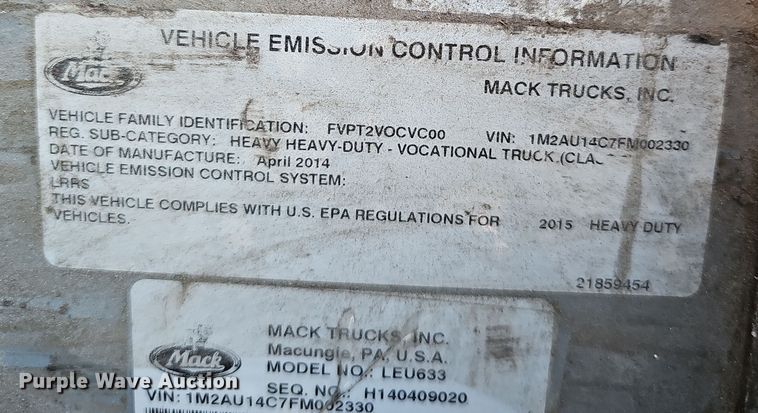 VEHICLE EMISSION CONTROL INFORMATION
Mack
MACK TRUCKS, INC.
VEHICLE FAMILY IDENTIFICATION: FVPT2VOCVC00 VIN: 1M2AU14C7FM002330
REG. SUB-CATEGORY: HEAVY HEAVY-DUTY - VOCATIONAL TRUCK (CLAS
DATE OF MANUFACTURE: April 2014
VEHICLE EMISSION CONTROL SYSTEM:
LRRS
THIS VEHICLE COMPLIES WITH U.S. EPA REGULATIONS FOR 2015 HEAVY DUTY
VEHICLES.
21859454
Mack
MACK TRUCKS, INC.
Macungie, PA, U.S.A.
MODEL NO.: LEU633
SEQ. NO.: H140409020
VIN: 1M2AU14C7FM002330
Purple Wave Auction